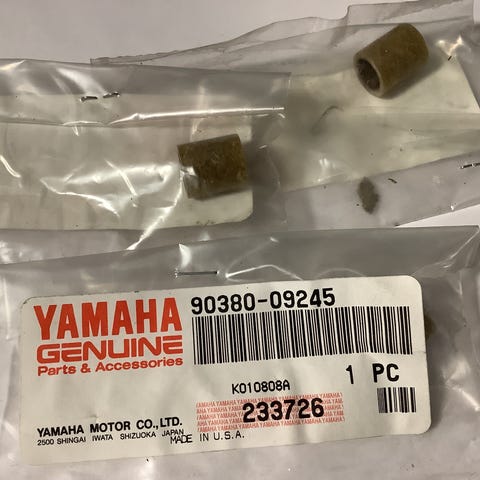 YAMAHA
GENUINE
Parts & Accessories
90380-09245
K010808A
1 PC
233726
YAMAHA MOTOR CO.,LTD.
2500 SHINGAI IWATA SHIZUOKA JAPAN
MADE IN U.S.A.